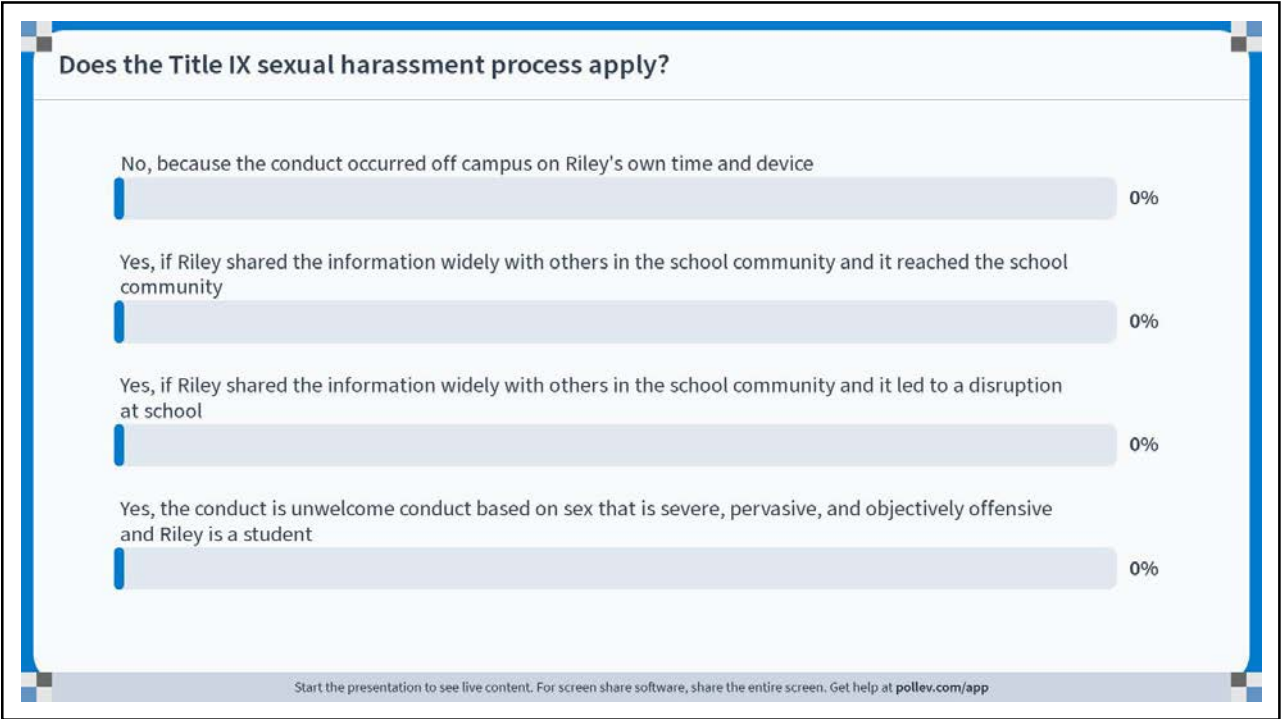 Does the Title IX sexual harassment process apply?
No, because the conduct occurred off campus on Riley's own time and device
0%
Yes, if Riley shared the information widely with others in the school community and it reached the school
community
0%
Yes, if Riley shared the information widely with others in the school community and it led to a disruption
at school
0%
Yes, the conduct is unwelcome conduct based on sex that is severe, pervasive, and objectively offensive
and Riley is a student
0%
Start the presentation to see live content. For screen share software, share the entire screen. Get help at pollev.com/app